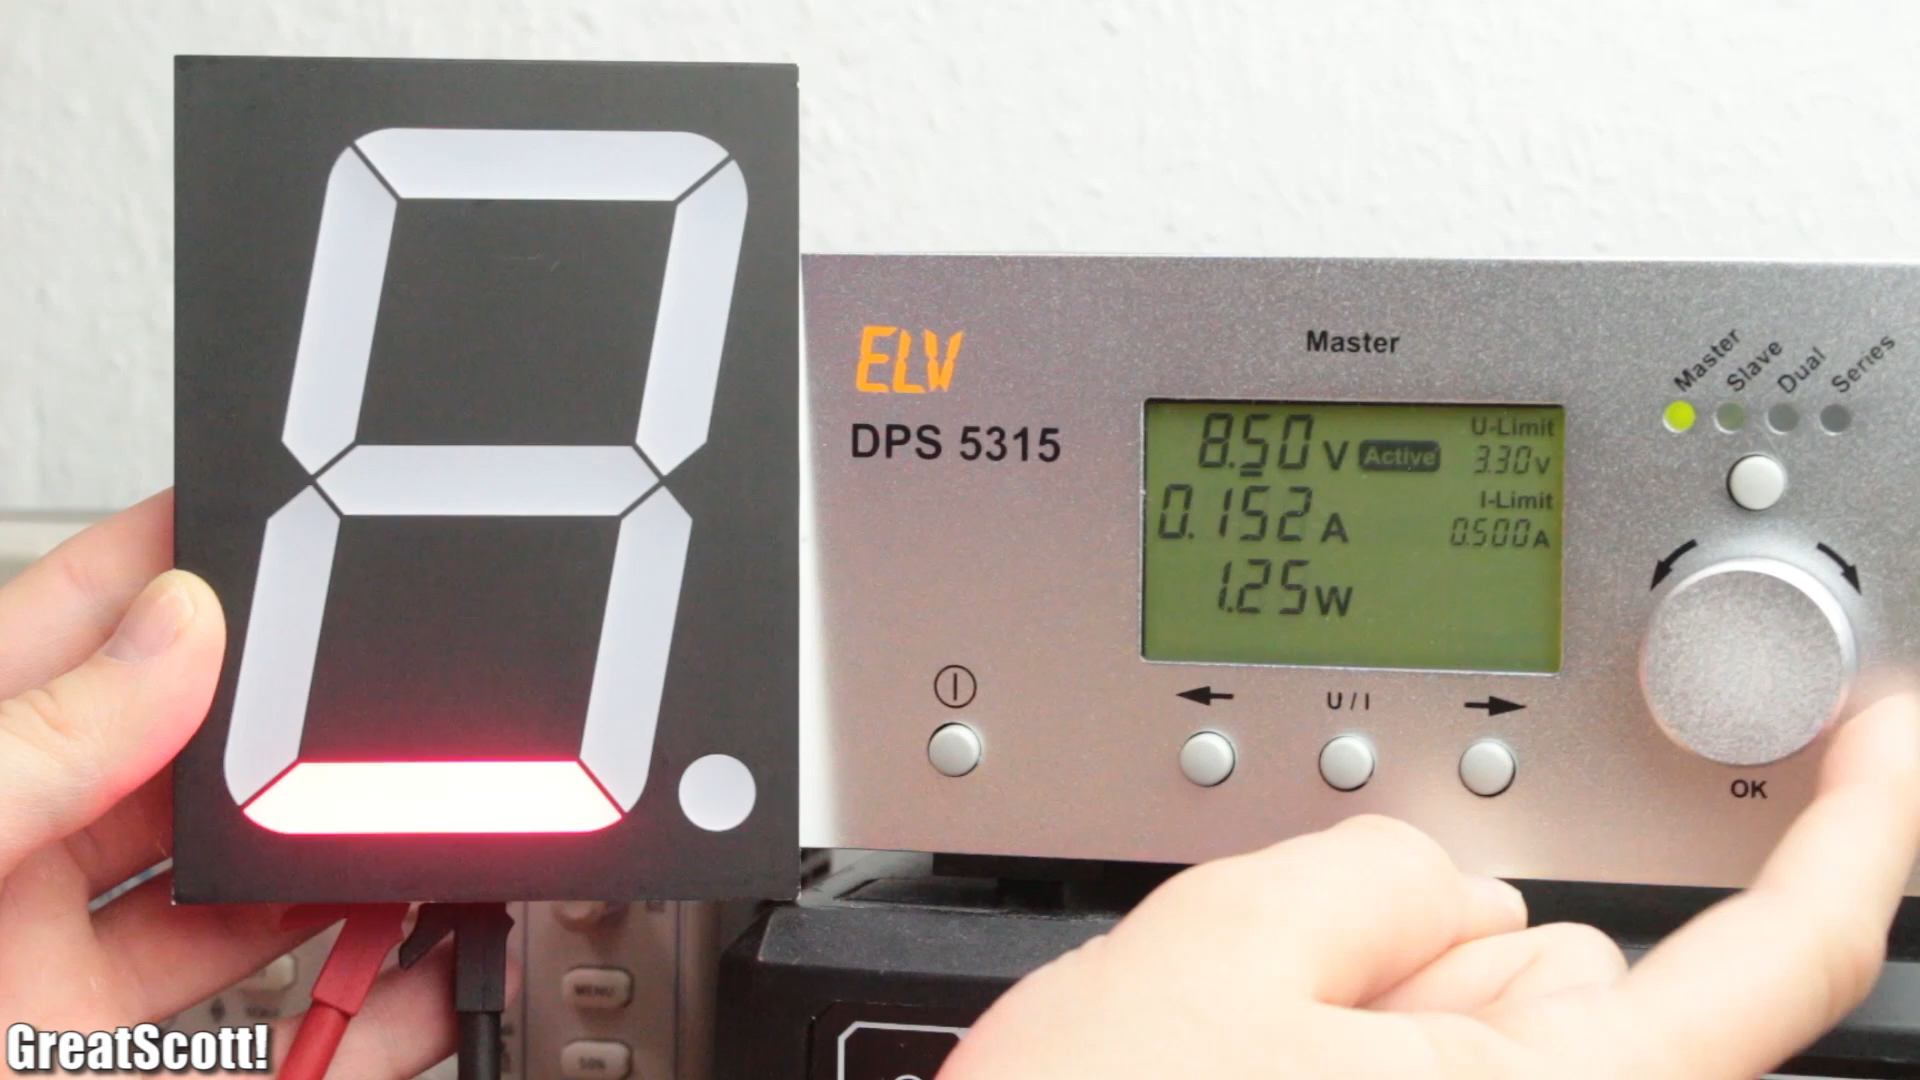 ELV
DPS 5315
Master
Master
Slave
Dual
Series
8.50 V Active
U-Limit
3.30 V
0.152 A
I-Limit
0.500 A
1.25 W
U / I
OK
MENU
GreatScott!